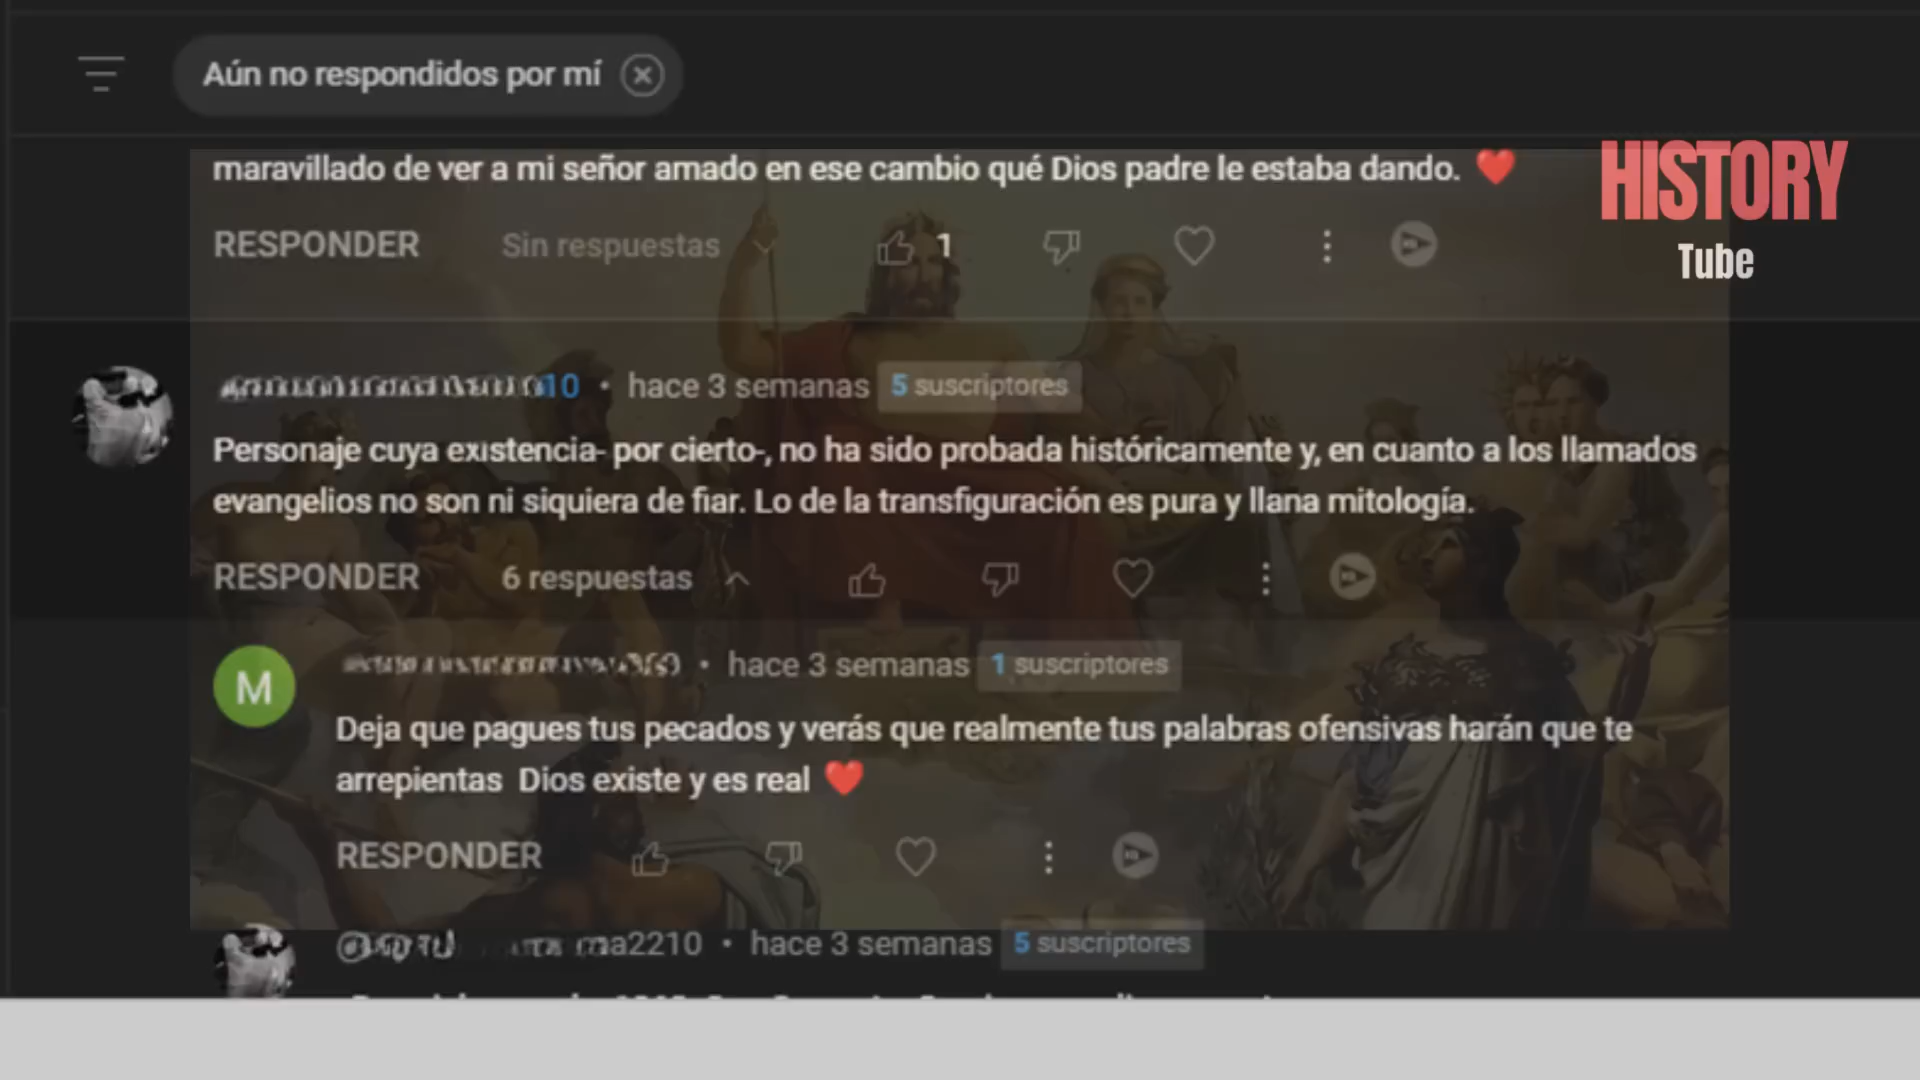 Aún no respondidos por mí
HISTORY
Tube
maravillado de ver a mi señor amado en ese cambio qué Dios padre le estaba dando. ❤️
RESPONDER Sin respuestas 1
10 • hace 3 semanas 5 suscriptores
Personaje cuya existencia- por cierto-, no ha sido probada históricamente y, en cuanto a los llamados
evangelios no son ni siquiera de fiar. Lo de la transfiguración es pura y llana mitología.
RESPONDER 6 respuestas
M
• hace 3 semanas 1 suscriptores
Deja que pagues tus pecados y verás que realmente tus palabras ofensivas harán que te
arrepientas Dios existe y es real ❤️
RESPONDER
ma2210 • hace 3 semanas 5 suscriptores